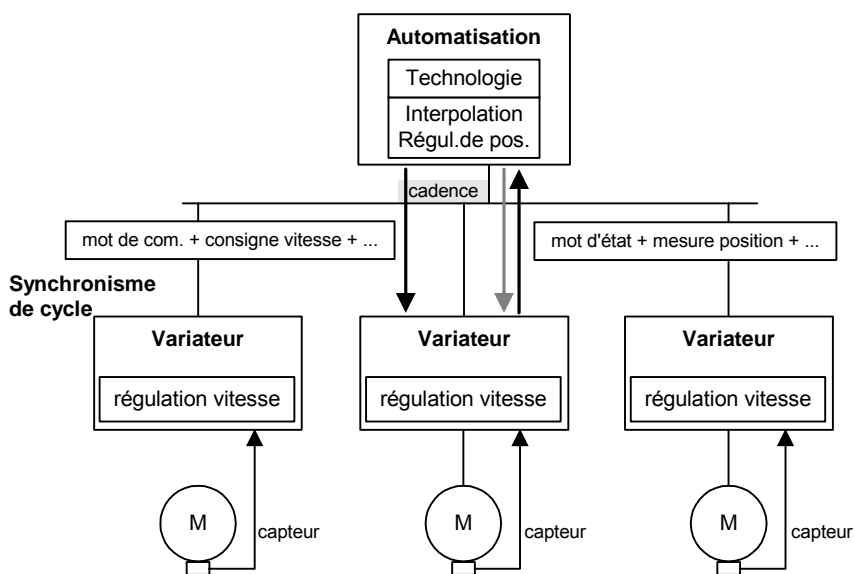 Automatisation
Technologie
Interpolation
Régul.de pos.
cadence
mot de com. + consigne vitesse + ...
mot d'état + mesure position + ...
Synchronisme
de cycle
Variateur
Variateur
Variateur
régulation vitesse
régulation vitesse
régulation vitesse
M
capteur
M
capteur
M
capteur